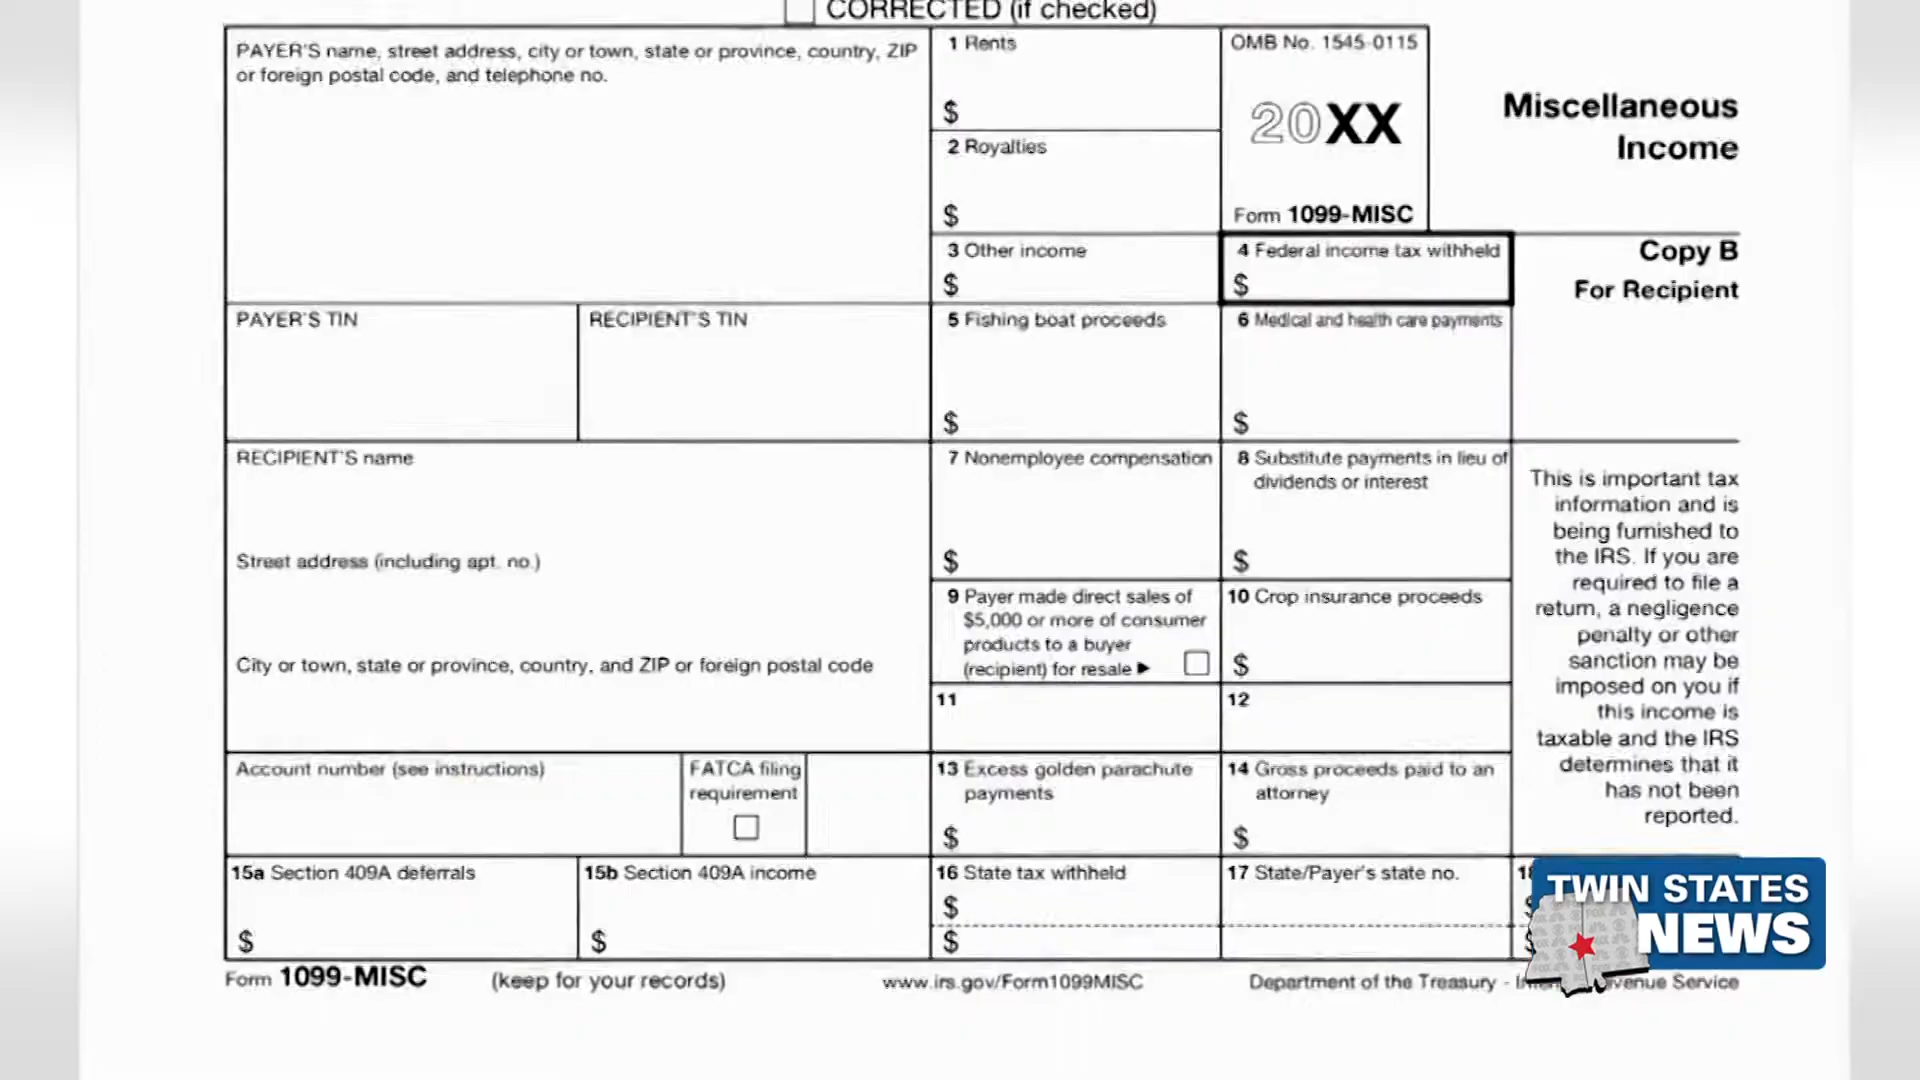 CORRECTED (if checked)
PAYER'S name, street address, city or town, state or province, country, ZIP
or foreign postal code, and telephone no.
1 Rents
$
OMB No. 1545-0115
20XX
Form 1099-MISC
Miscellaneous
Income
2 Royalties
$
3 Other income
$
4 Federal income tax withheld
$
Copy B
For Recipient
PAYER'S TIN
RECIPIENT'S TIN
5 Fishing boat proceeds
$
6 Medical and health care payments
$
RECIPIENT'S name
Street address (including apt. no.)
City or town, state or province, country, and ZIP or foreign postal code
7 Nonemployee compensation
$
8 Substitute payments in lieu of
dividends or interest
$
This is important tax
information and is
being furnished to
the IRS. If you are
required to file a
return, a negligence
penalty or other
sanction may be
imposed on you if
this income is
taxable and the IRS
determines that it
has not been
reported.
9 Payer made direct sales of
$5,000 or more of consumer
products to a buyer
(recipient) for resale ►
10 Crop insurance proceeds
$
11
12
Account number (see instructions)
FATCA filing
requirement
13 Excess golden parachute
payments
$
14 Gross proceeds paid to an
attorney
$
15a Section 409A deferrals
$
15b Section 409A income
$
16 State tax withheld
$
$
17 State/Payer's state no.
TWIN STATES
NEWS
Form 1099-MISC
(keep for your records)
www.irs.gov/Form1099MISC
Department of the Treasury - Service